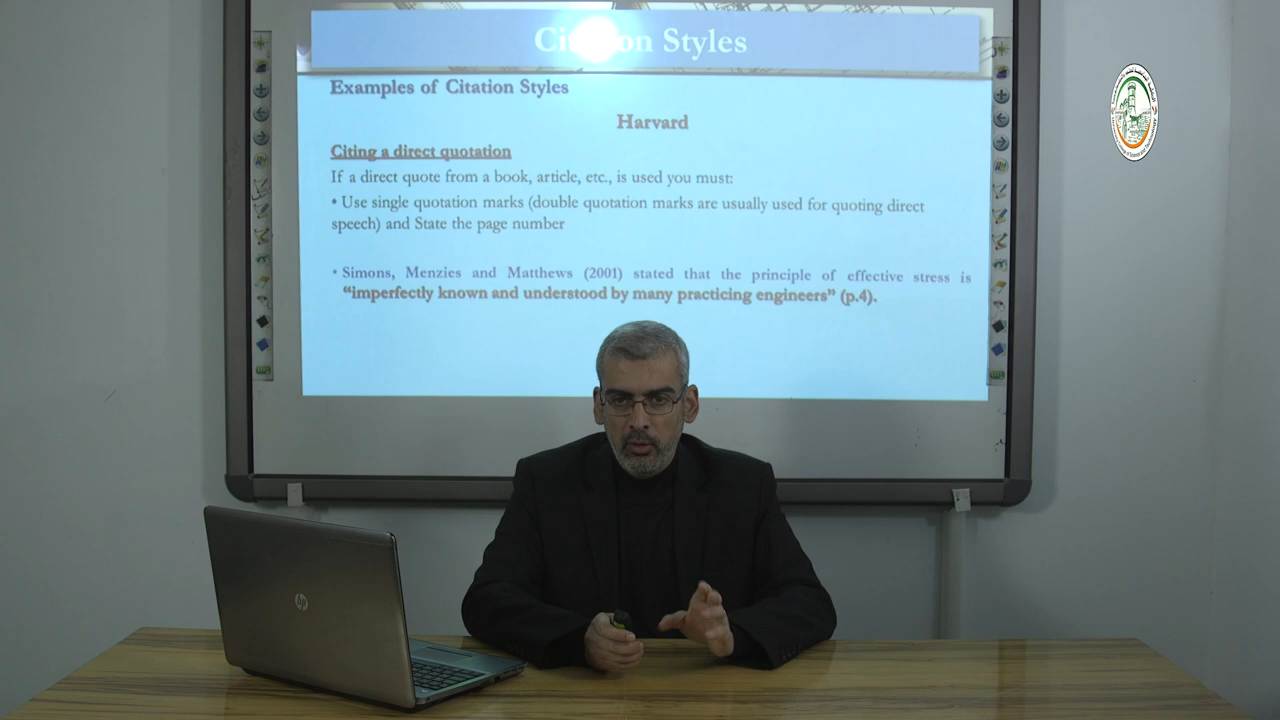 Citation Styles
Examples of Citation Styles
Harvard
Citing a direct quotation
If a direct quote from a book, article, etc., is used you must:
• Use single quotation marks (double quotation marks are usually used for quoting direct
speech) and State the page number
• Simons, Menzies and Matthews (2001) stated that the principle of effective stress is
“imperfectly known and understood by many practicing engineers” (p.4).
hp